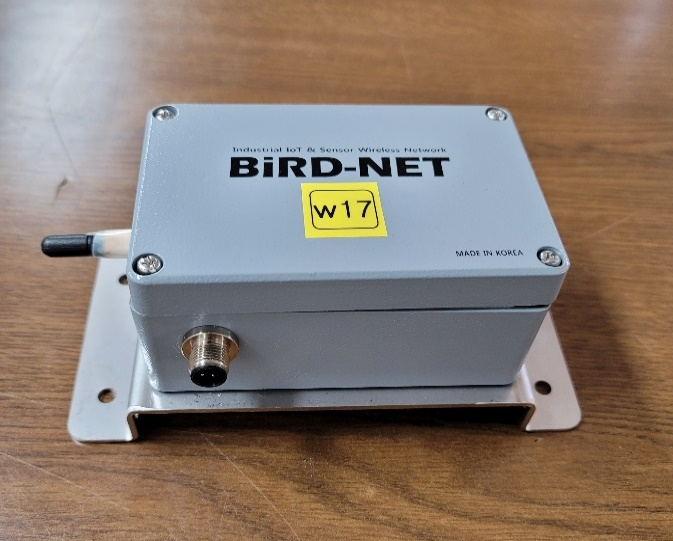 Industrial IoT & Sensor Wireless Network
BiRD-NET
w17
MADE IN KOREA